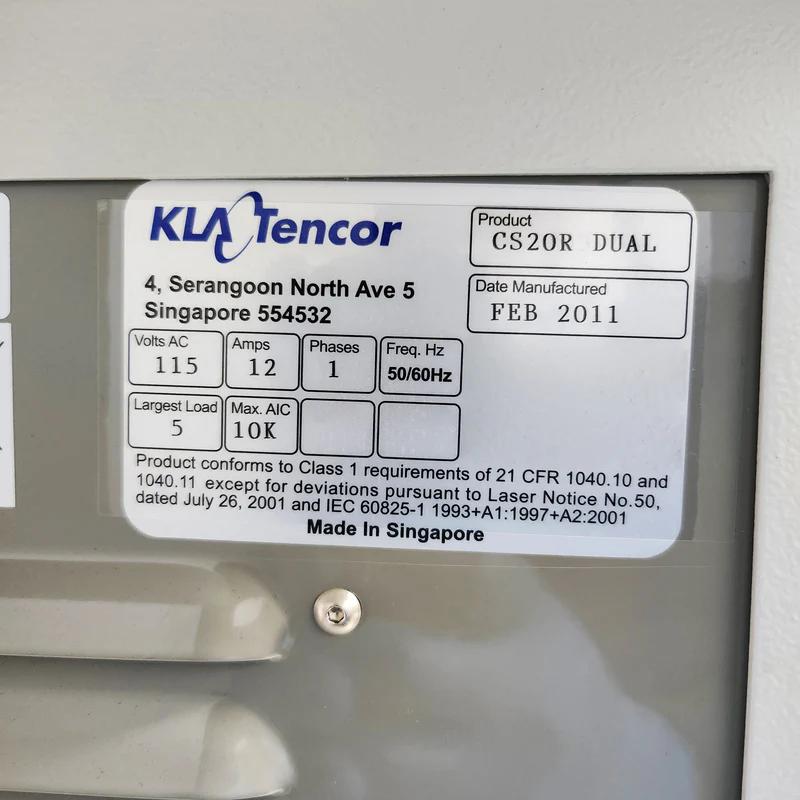 KLA Tencor
4, Serangoon North Ave 5
Singapore 554532
Product
CS20R DUAL
Date Manufactured
FEB 2011
Volts AC
115
Amps
12
Phases
1
Freq. Hz
50/60Hz
Largest Load
5
Max. AIC
10K
Product conforms to Class 1 requirements of 21 CFR 1040.10 and
1040.11 except for deviations pursuant to Laser Notice No.50,
dated July 26, 2001 and IEC 60825-1 1993+A1:1997+A2:2001
Made In Singapore